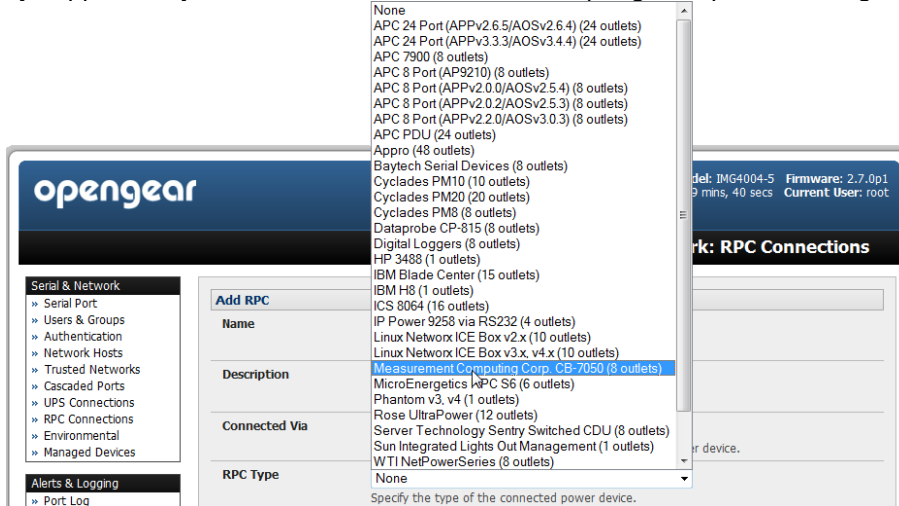 None
APC 24 Port (APPv2.6.5/AOSv2.6.4) (24 outlets)
APC 24 Port (APPv3.3.3/AOSv3.4.4) (24 outlets)
APC 7900 (8 outlets)
APC 8 Port (AP9210) (8 outlets)
APC 8 Port (APPv2.0.0/AOSv2.5.4) (8 outlets)
APC 8 Port (APPv2.0.2/AOSv2.5.3) (8 outlets)
APC 8 Port (APPv2.2.0/AOSv3.0.3) (8 outlets)
APC PDU (24 outlets)
Appro (48 outlets)
Baytech Serial Devices (8 outlets)
Cyclades PM10 (10 outlets)
Cyclades PM20 (20 outlets)
Cyclades PM8 (8 outlets)
Dataprobe CP-815 (8 outlets)
Digital Loggers (8 outlets)
HP 3488 (1 outlets)
IBM Blade Center (15 outlets)
IBM H8 (1 outlets)
ICS 8064 (16 outlets)
IP Power 9258 via RS232 (4 outlets)
Linux Networx ICE Box v2.x (10 outlets)
Linux Networx ICE Box v3.x, v4.x (10 outlets)
Measurement Computing Corp. CB-7050 (8 outlets)
MicroEnergetics NPC S6 (6 outlets)
Phantom v3, v4 (1 outlets)
Rose UltraPower (12 outlets)
Server Technology Sentry Switched CDU (8 outlets)
Sun Integrated Lights Out Management (1 outlets)
WTI NetPowerSeries (8 outlets)
None
opengear
IMG4004-5 Firmware: 2.7.0p1
9 mins, 40 secs Current User: root
RPC Connections
Serial & Network
» Serial Port
» Users & Groups
» Authentication
» Network Hosts
» Trusted Networks
» Cascaded Ports
» UPS Connections
» RPC Connections
» Environmental
» Managed Devices
Alerts & Logging
» Port Log
Add RPC
Name
Description
Connected Via
device.
RPC Type
Specify the type of the connected power device.